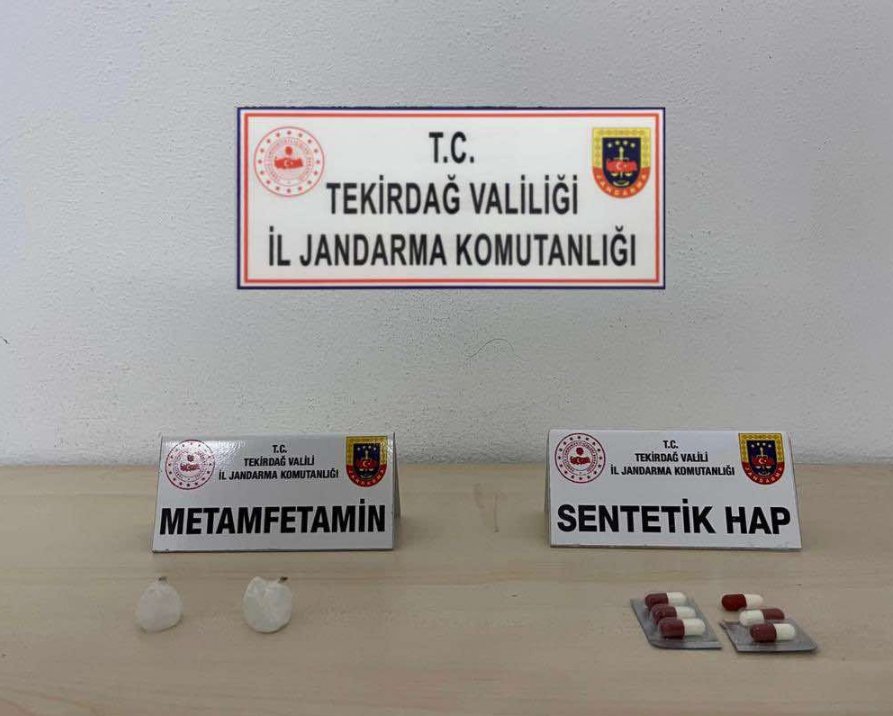 T.C.
TEKİRDAĞ VALİLİĞİ
İL JANDARMA KOMUTANLIĞI
T.C.
TEKİRDAĞ VALİLİ
İL JANDARMA KOMUTANLIĞI
METAMFETAMİN
T.C.
TEKİRDAĞ VALİLİ
İL JANDARMA KOMUTANLIĞI
SENTETİK HAP
JANDARMA